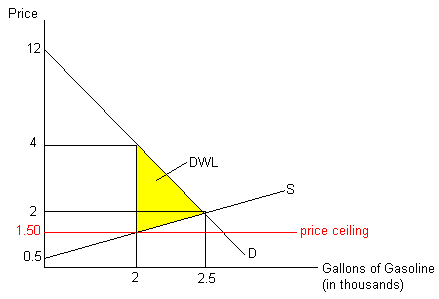 Price
12
4
DWL
S
2
1.50
price ceiling
0.5
D
2
2.5
Gallons of Gasoline
(in thousands)